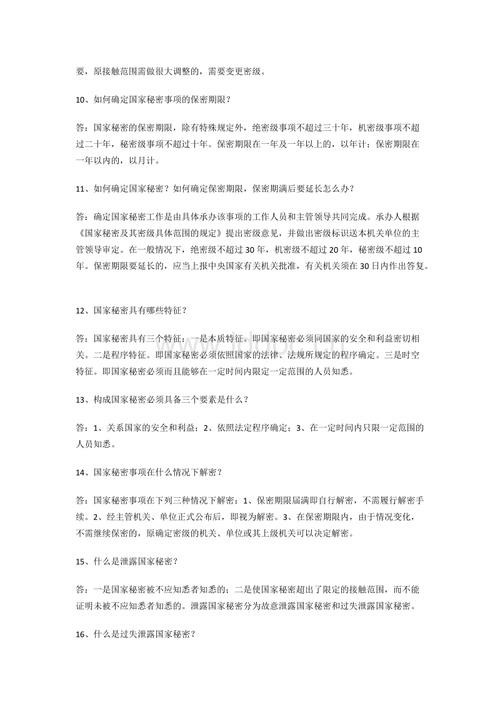 要，原接触范围需做很大调整的，需要变更密级。
10、如何确定国家秘密事项的保密期限？
答：国家秘密的保密期限，除有特殊规定外，绝密级事项不超过三十年，机密级事项不超
过二十年，秘密级事项不超过十年。保密期限在一年及一年以上的，以年计；保密期限在
一年以内的，以月计。
11、如何确定国家秘密？如何确定保密期限，保密期满后要延长怎么办？
答：确定国家秘密工作是由具体承办该事项的工作人员和主管领导共同完成。承办人根据
《国家秘密及其密级具体范围的规定》提出密级意见，并做出密级标识送本机关单位的主
管领导审定。在一般情况下，绝密级不超过 30 年，机密级不超过 20 年，秘密级不超过 10
年。保密期限要延长的，应当上报中央国家有关机关批准，有关机关须在 30 日内作出答复。
12、国家秘密具有哪些特征？
答：国家秘密具有三个特征：一是本质特征。即国家秘密必须同国家的安全和利益密切相
关。二是程序特征。即国家秘密必须依照国家的法律、法规所规定的程序确定。三是时空
特征。即国家秘密必须而且能够在一定时间内限定一定范围的人员知悉。
13、构成国家秘密必须具备三个要素是什么？
答：1、关系国家的安全和利益；2、依照法定程序确定；3、在一定时间内只限一定范围的
人员知悉。
14、国家秘密事项在什么情况下解密？
答：国家秘密事项在下列三种情况下解密：1、保密期限届满即自行解密，不需履行解密手
续。2、经主管机关、单位正式公布后，即视为解密。3、在保密期限内，由于情况变化，
不需继续保密的，原确定密级的机关、单位或其上级机关可以决定解密。
15、什么是泄露国家秘密？
答：一是国家秘密被不应知悉者知悉的；二是使国家秘密超出了限定的接触范围，而不能
证明未被不应知悉者知悉的。泄露国家秘密分为故意泄露国家秘密和过失泄露国家秘密。
16、什么是过失泄露国家秘密？